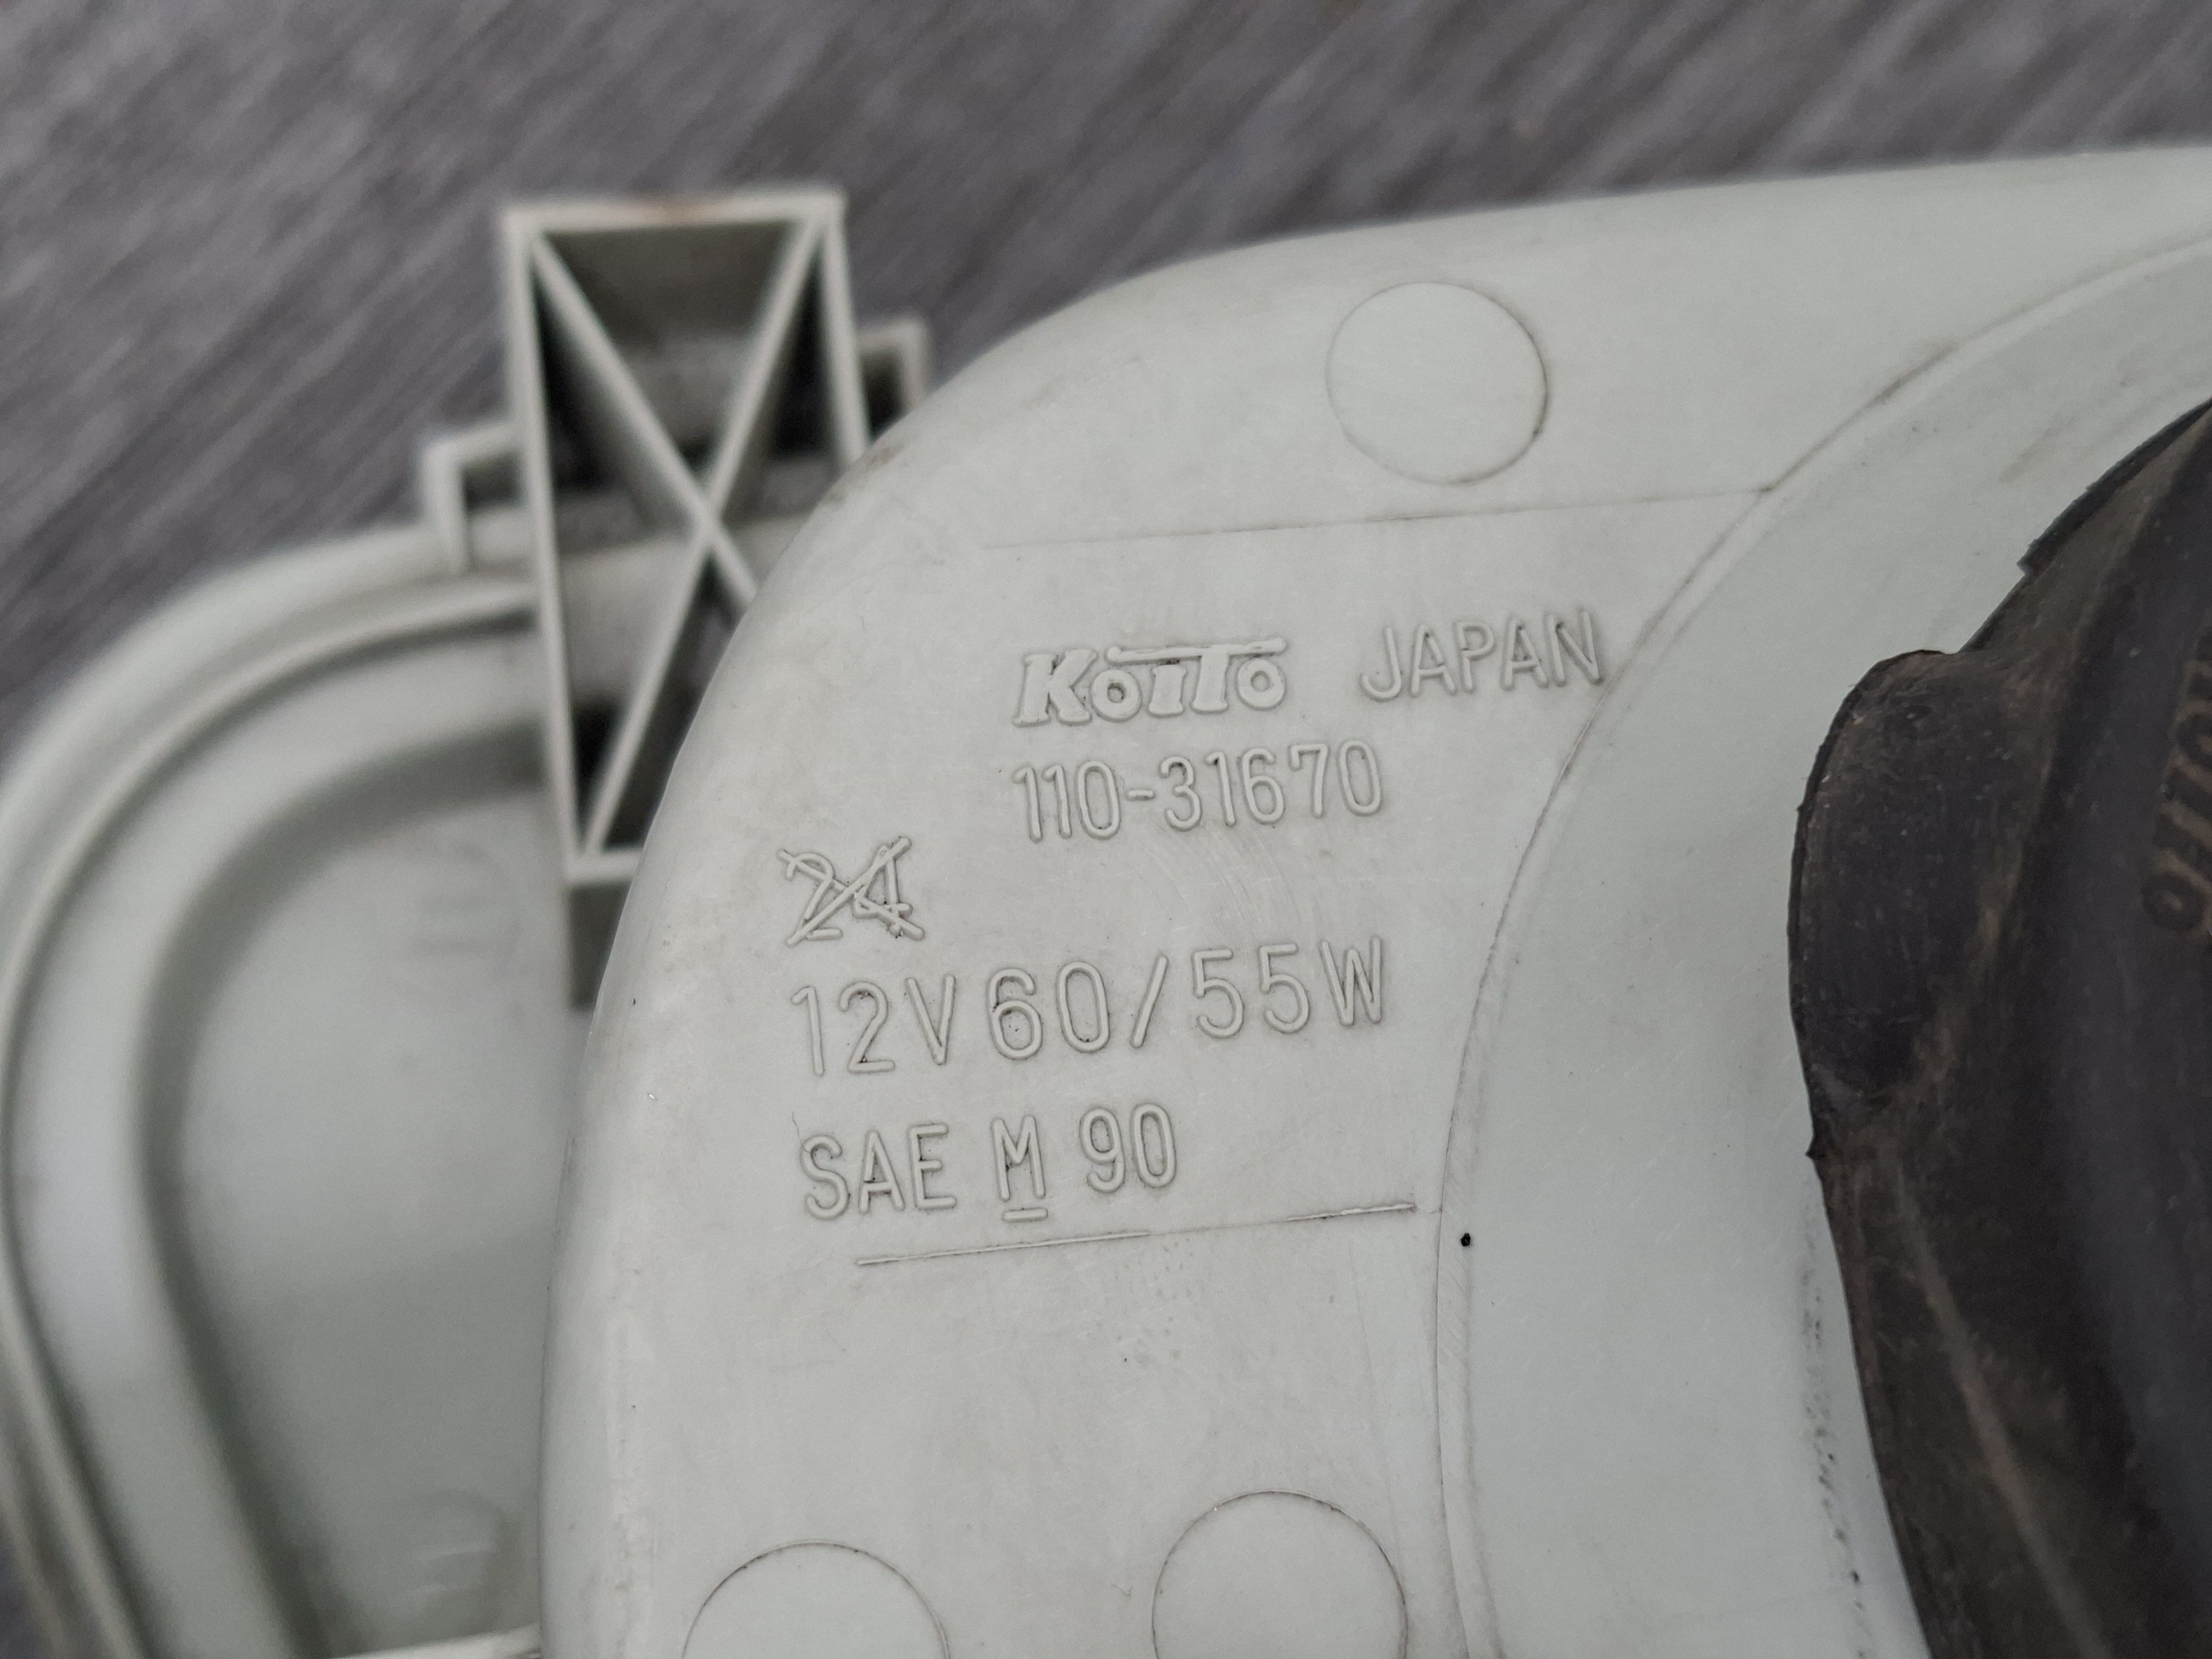 KOITO JAPAN
110-31670
24
12V 60/55W
SAE M 90